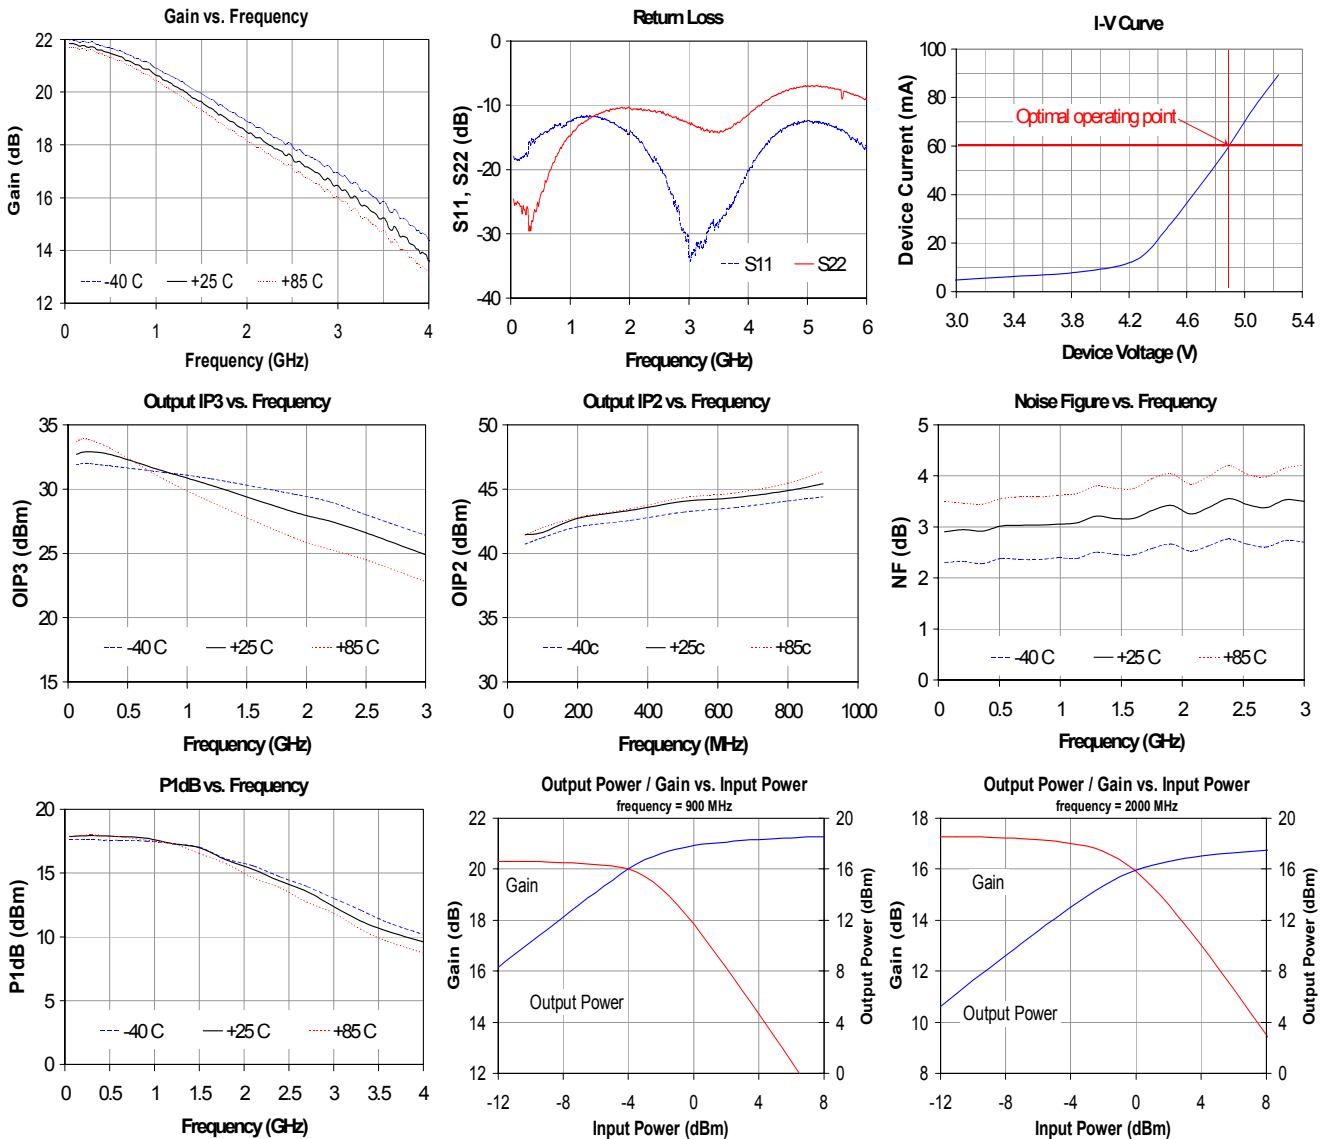 Gain vs. Frequency
22
20
18
16
14
12
Gain (dB)
-40 C
+25 C
+85 C
0 1 2 3 4
Frequency (GHz)
Return Loss
0
-10
-20
-30
-40
S11, S22 (dB)
S11
S22
0 1 2 3 4 5 6
Frequency (GHz)
I-V Curve
100
80
60
40
20
0
Device Current (mA)
Optimal operating point
3.0 3.4 3.8 4.2 4.6 5.0 5.4
Device Voltage (V)
Output IP3 vs. Frequency
35
30
25
20
15
OIP3 (dBm)
-40 C
+25 C
+85 C
0 0.5 1 1.5 2 2.5 3
Frequency (GHz)
Output IP2 vs. Frequency
50
45
40
35
30
OIP2 (dBm)
-40c
+25c
+85c
0 200 400 600 800 1000
Frequency (MHz)
Noise Figure vs. Frequency
5
4
3
2
1
0
NF (dB)
-40 C
+25 C
+85 C
0 0.5 1 1.5 2 2.5 3
Frequency (GHz)
P1dB vs. Frequency
20
15
10
5
0
P1dB (dBm)
-40 C
+25 C
+85 C
0 0.5 1 1.5 2 2.5 3 3.5 4
Frequency (GHz)
Output Power / Gain vs. Input Power
frequency = 900 MHz
22
20
18
16
14
12
Gain (dB)
Gain
Output Power
20
16
12
8
4
0
Output Power (dBm)
-12 -8 -4 0 4 8
Input Power (dBm)
Output Power / Gain vs. Input Power
frequency = 2000 MHz
18
16
14
12
10
8
Gain (dB)
Gain
Output Power
20
16
12
8
4
0
Output Power (dBm)
-12 -8 -4 0 4 8
Input Power (dBm)